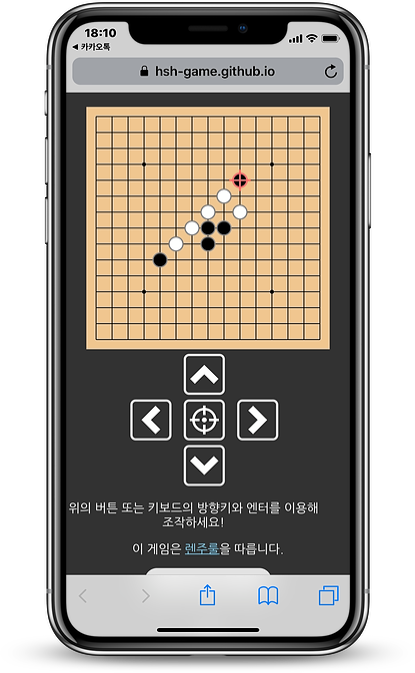 18:10
◀ 카카오톡
hsh-game.github.io
위의 버튼 또는 키보드의 방향키와 엔터를 이용해
조작하세요!
이 게임은 렌주룰을 따릅니다.